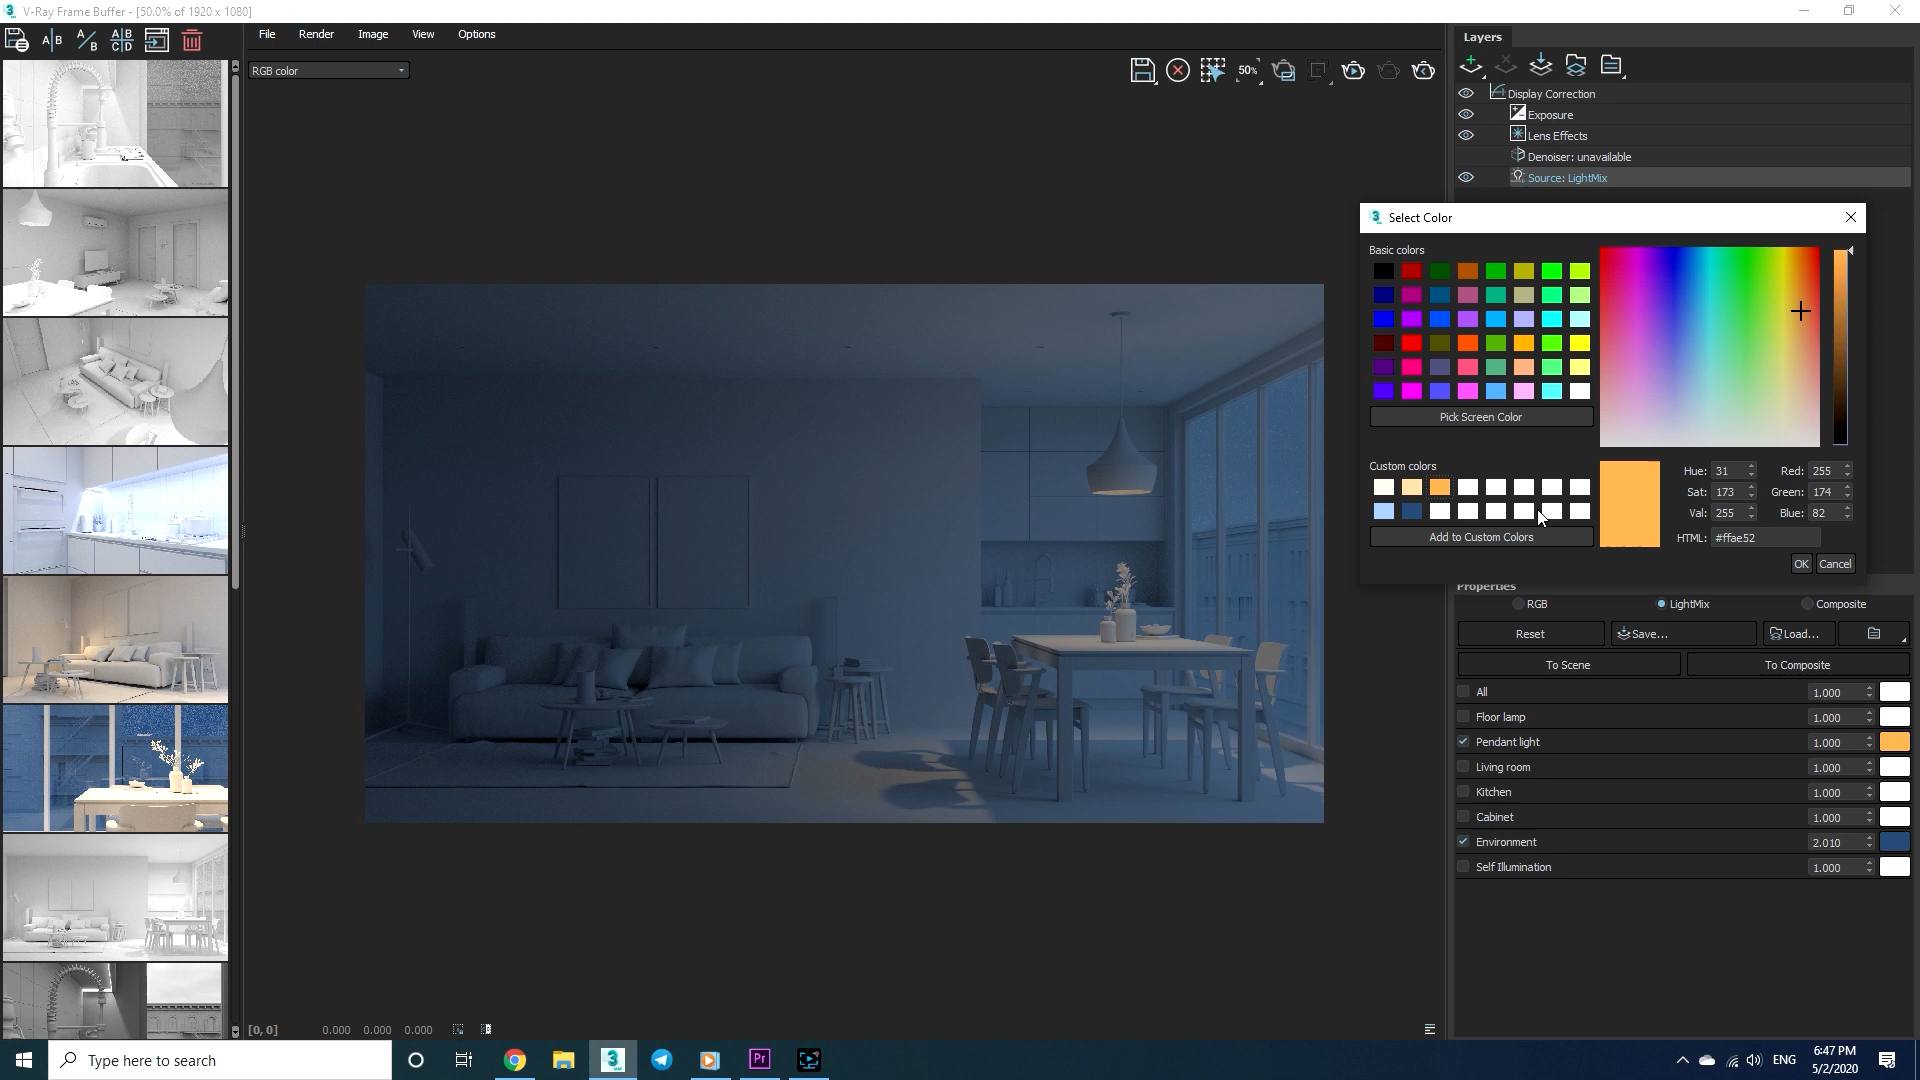 V-Ray Frame Buffer - [50.0% of 1920 x 1080]
File Render Image View Options
RGB color
50%
Layers
Display Correction
Exposure
Lens Effects
Denoiser: unavailable
Source: LightMix
Select Color
Basic colors
Pick Screen Color
Custom colors
Add to Custom Colors
Hue: 31 Red: 255
Sat: 173 Green: 174
Val: 255 Blue: 82
HTML: #ffae52
OK Cancel
Properties
RGB LightMix Composite
Reset Save... Load...
To Scene To Composite
All 1.000
Floor lamp 1.000
Pendant light 1.000
Living room 1.000
Kitchen 1.000
Cabinet 1.000
Environment 2.010
Self Illumination 1.000
[0, 0] 0.000 0.000 0.000
Type here to search
Pr
ENG
6:47 PM
5/2/2020